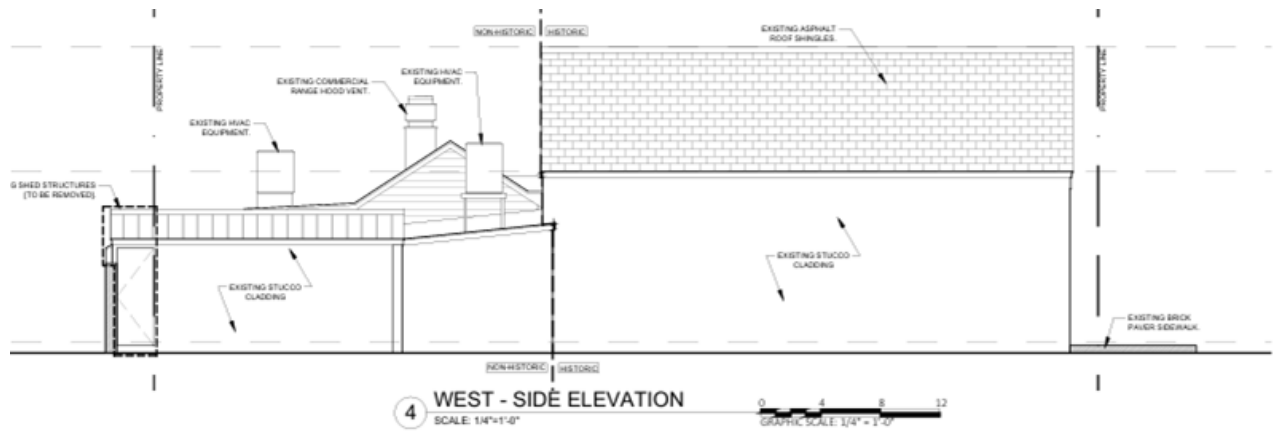 NON-HISTORIC HISTORIC
EXISTING ASPHALT
ROOF SHINGLES.
PROPERTY LINE
PROPERTY LINE
EXISTING COMMERCIAL
RANGE HOOD VENT.
EXISTING HVAC
EQUIPMENT.
EXISTING HVAC
EQUIPMENT.
G SHED STRUCTURES
(TO BE REMOVED)
EXISTING STUCCO
CLADDING
EXISTING STUCCO
CLADDING
EXISTING BRICK
PAVER SIDEWALK.
NON-HISTORIC HISTORIC
4 WEST - SIDE ELEVATION
SCALE: 1/4"=1'-0"
0 4 8 12
GRAPHIC SCALE: 1/4" = 1'-0"